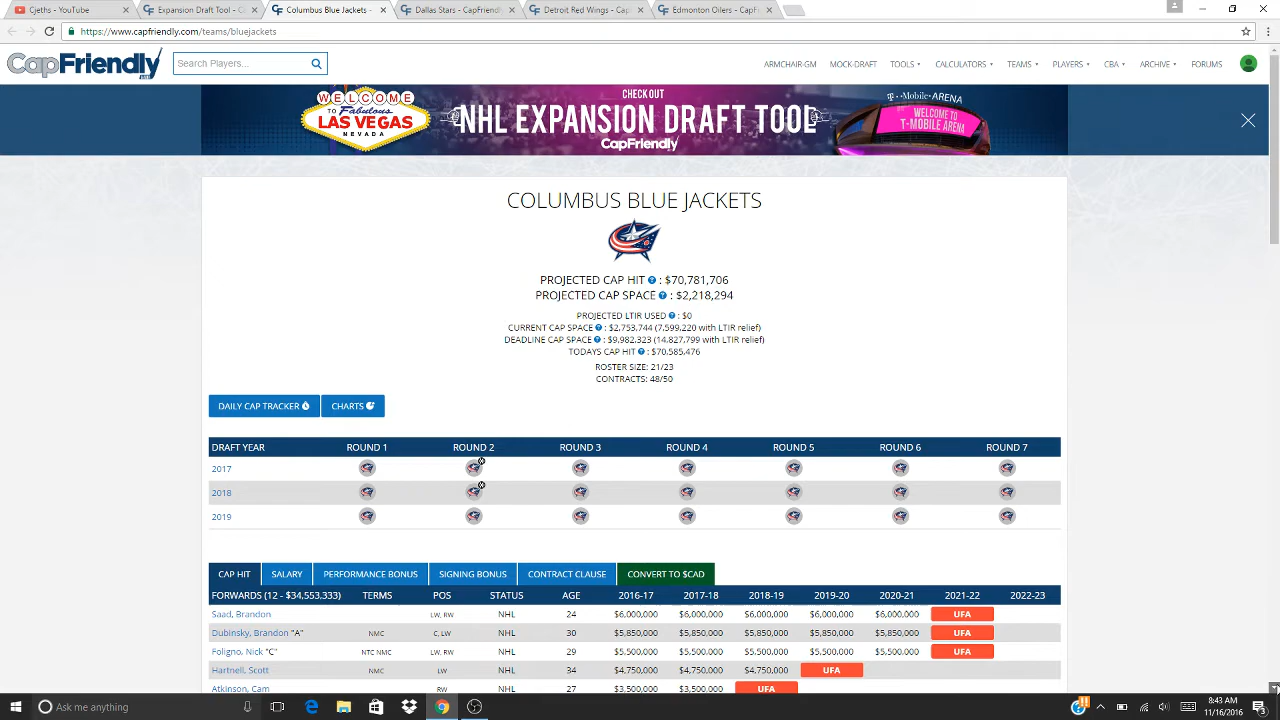 Cjeths - YouTube
Expansion Draft Tool - C
Columbus Blue Jackets -
Dallas Stars - CapFriendl
Detroit Red Wings - Cap
Edmonton Oilers - CapFr
https://www.capfriendly.com/teams/bluejackets
CapFriendly
Search Players...
ARMCHAIR-GM MOCK-DRAFT TOOLS CALCULATORS TEAMS PLAYERS CBA ARCHIVE FORUMS
WELCOME TO Fabulous LAS VEGAS NEVADA
CHECK OUT
NHL EXPANSION DRAFT TOOL
CapFriendly
T-Mobile ARENA
WELCOME TO T-MOBILE ARENA
COLUMBUS BLUE JACKETS
PROJECTED CAP HIT ? : $70,781,706
PROJECTED CAP SPACE ? : $2,218,294
PROJECTED LTIR USED ? : $0
CURRENT CAP SPACE ? : $2,753,744 (7,599,220 with LTIR relief)
DEADLINE CAP SPACE ? : $9,982,323 (14,827,799 with LTIR relief)
TODAYS CAP HIT ? : $70,585,476
ROSTER SIZE: 21/23
CONTRACTS: 48/50
DAILY CAP TRACKER CHARTS
DRAFT YEAR ROUND 1 ROUND 2 ROUND 3 ROUND 4 ROUND 5 ROUND 6 ROUND 7
2017
2018
2019
CAP HIT SALARY PERFORMANCE BONUS SIGNING BONUS CONTRACT CLAUSE CONVERT TO $CAD
FORWARDS (12 - $34,553,333) TERMS POS STATUS AGE 2016-17 2017-18 2018-19 2019-20 2020-21 2021-22 2022-23
Saad, Brandon LW, RW NHL 24 $6,000,000 $6,000,000 $6,000,000 $6,000,000 $6,000,000 UFA
Dubinsky, Brandon "A" NMC C, LW NHL 30 $5,850,000 $5,850,000 $5,850,000 $5,850,000 $5,850,000 UFA
Foligno, Nick "C" NTC NMC LW, RW NHL 29 $5,500,000 $5,500,000 $5,500,000 $5,500,000 $5,500,000 UFA
Hartnell, Scott NMC LW NHL 34 $4,750,000 $4,750,000 $4,750,000 UFA
Atkinson, Cam RW NHL 27 $3,500,000 $3,500,000 UFA
Ask me anything
8:43 AM
11/16/2016